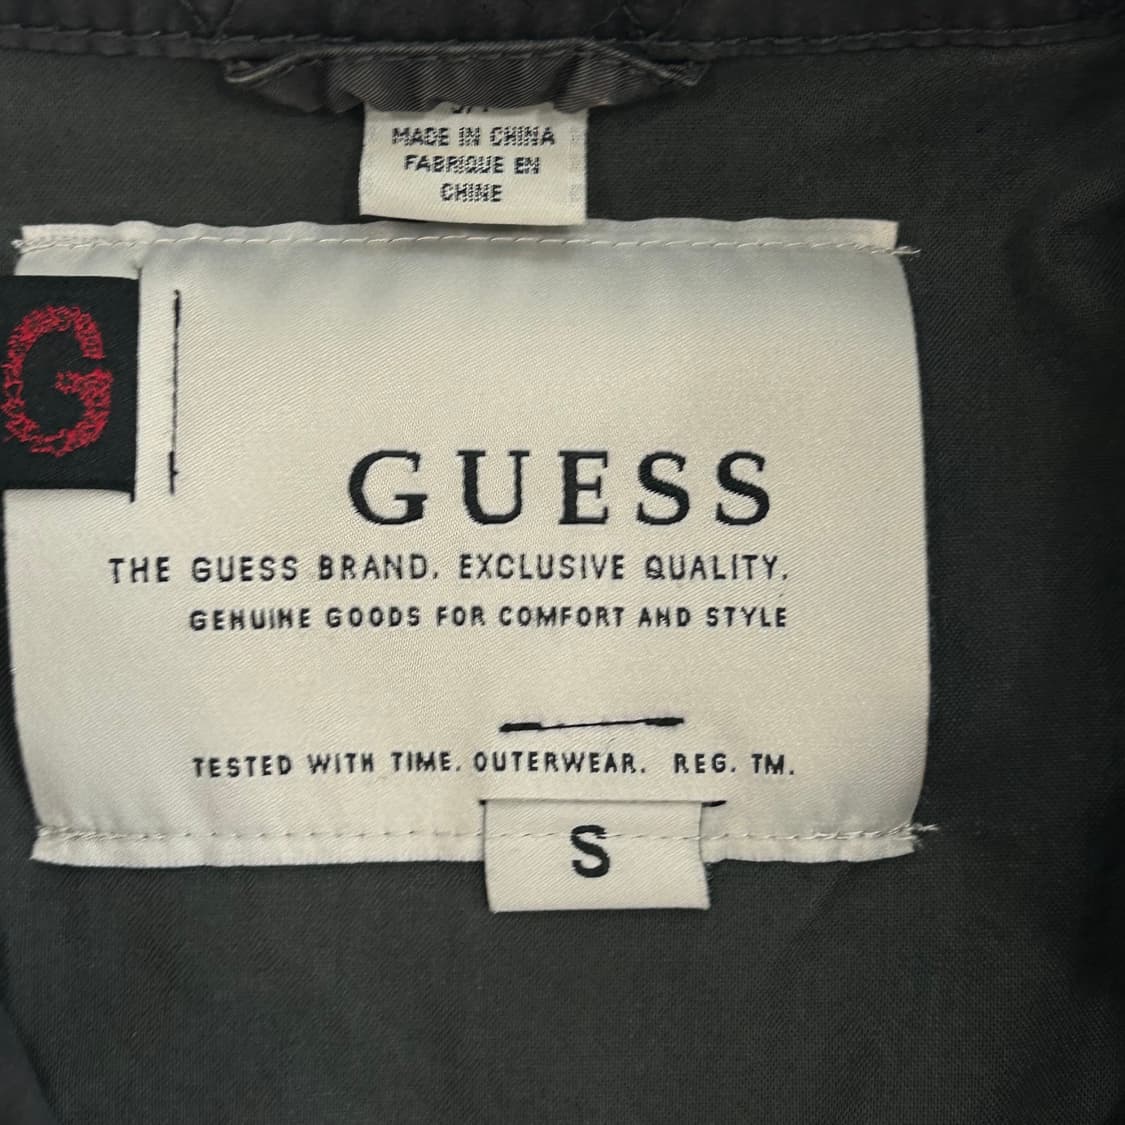 MADE IN CHINA
FABRIQUE EN
CHINE
G
GUESS
THE GUESS BRAND. EXCLUSIVE QUALITY.
GENUINE GOODS FOR COMFORT AND STYLE
TESTED WITH TIME. OUTERWEAR. REG. TM.
S